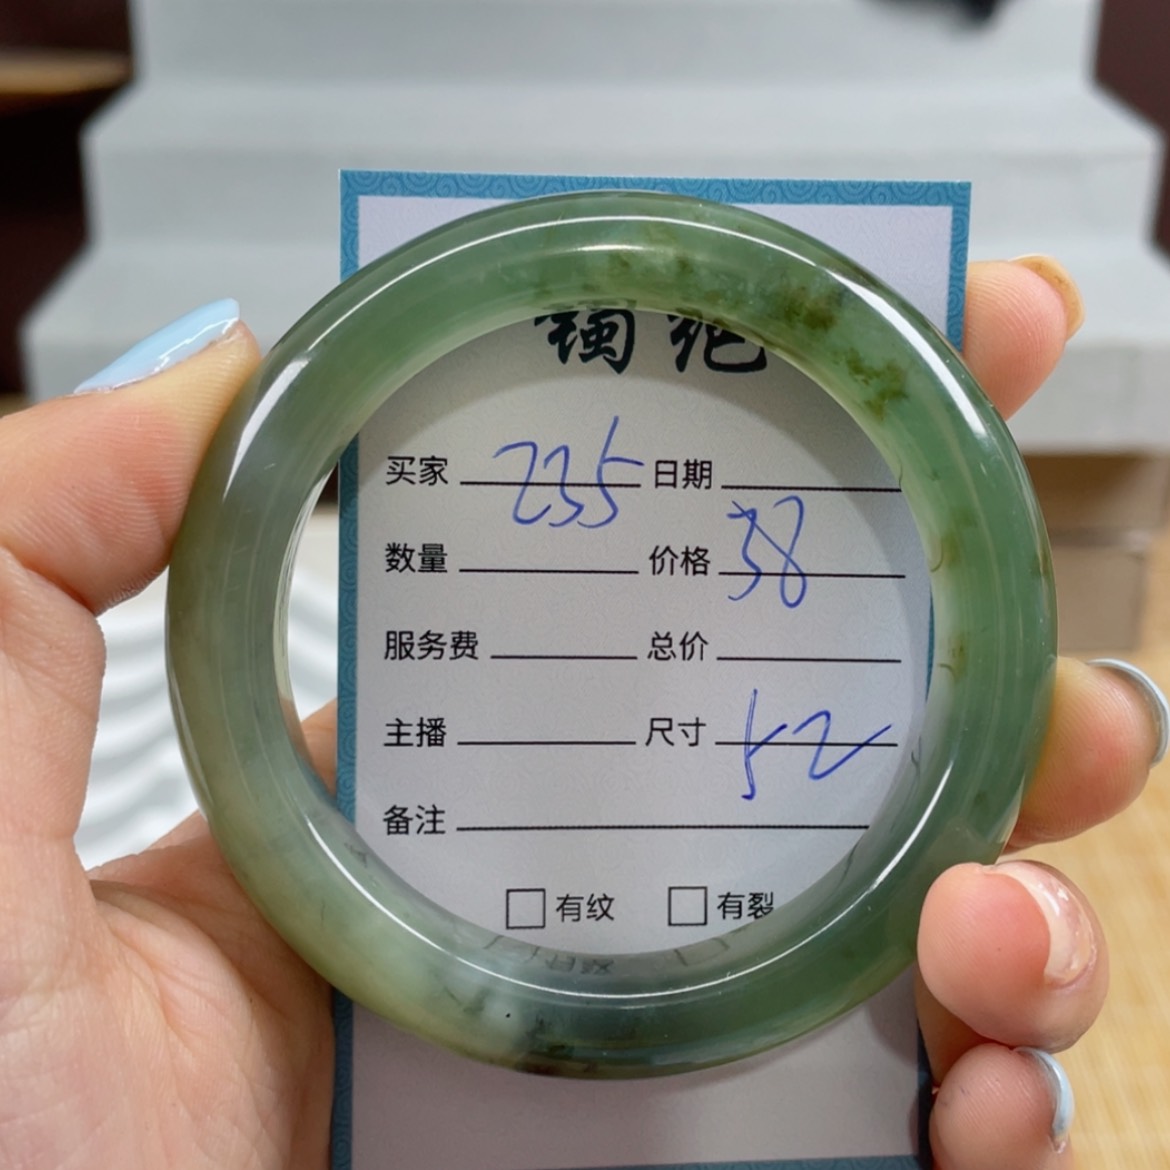 买家 235 日期
数量 价格 38
服务费 总价
主播 尺寸 52
备注
□ 有纹 □ 有裂